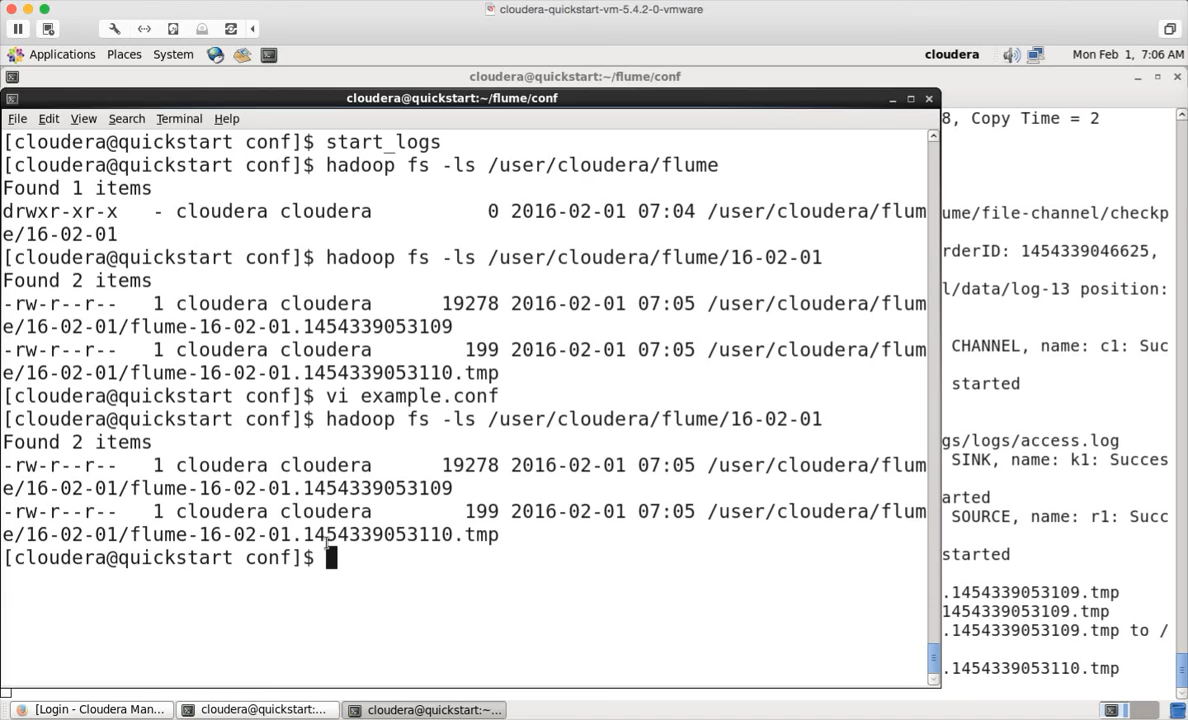 cloudera-quickstart-vm-5.4.2-0-vmware
Applications Places System cloudera Mon Feb 1, 7:06 AM
cloudera@quickstart:~/flume/conf
cloudera@quickstart:~/flume/conf
File Edit View Search Terminal Help
[cloudera@quickstart conf]$ start_logs
[cloudera@quickstart conf]$ hadoop fs -ls /user/cloudera/flume
Found 1 items
drwxr-xr-x   - cloudera cloudera          0 2016-02-01 07:04 /user/cloudera/flum
e/16-02-01
[cloudera@quickstart conf]$ hadoop fs -ls /user/cloudera/flume/16-02-01
Found 2 items
-rw-r--r--   1 cloudera cloudera      19278 2016-02-01 07:05 /user/cloudera/flum
e/16-02-01/flume-16-02-01.1454339053109
-rw-r--r--   1 cloudera cloudera        199 2016-02-01 07:05 /user/cloudera/flum
e/16-02-01/flume-16-02-01.1454339053110.tmp
[cloudera@quickstart conf]$ vi example.conf
[cloudera@quickstart conf]$ hadoop fs -ls /user/cloudera/flume/16-02-01
Found 2 items
-rw-r--r--   1 cloudera cloudera      19278 2016-02-01 07:05 /user/cloudera/flum
e/16-02-01/flume-16-02-01.1454339053109
-rw-r--r--   1 cloudera cloudera        199 2016-02-01 07:05 /user/cloudera/flum
e/16-02-01/flume-16-02-01.1454339053110.tmp
[cloudera@quickstart conf]$
8, Copy Time = 2
ume/file-channel/checkp
rderID: 1454339046625,
l/data/log-13 position:
CHANNEL, name: c1: Suc
started
gs/logs/access.log
SINK, name: k1: Succes
arted
SOURCE, name: r1: Succ
started
.1454339053109.tmp
1454339053109.tmp
.1454339053109.tmp to /
.1454339053110.tmp
[Login - Cloudera Man...
cloudera@quickstart:...
cloudera@quickstart:~...